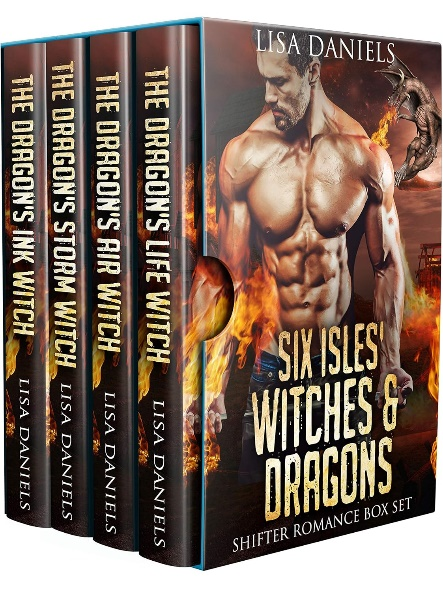 THE DRAGON'S INK WITCH
LISA DANIELS
THE DRAGON'S STORM WITCH
LISA DANIELS
THE DRAGON'S AIR WITCH
LISA DANIELS
THE DRAGON'S LIFE WITCH
LISA DANIELS
LISA DANIELS
SIX ISLES'
WITCHES &
DRAGONS
SHIFTER ROMANCE BOX SET